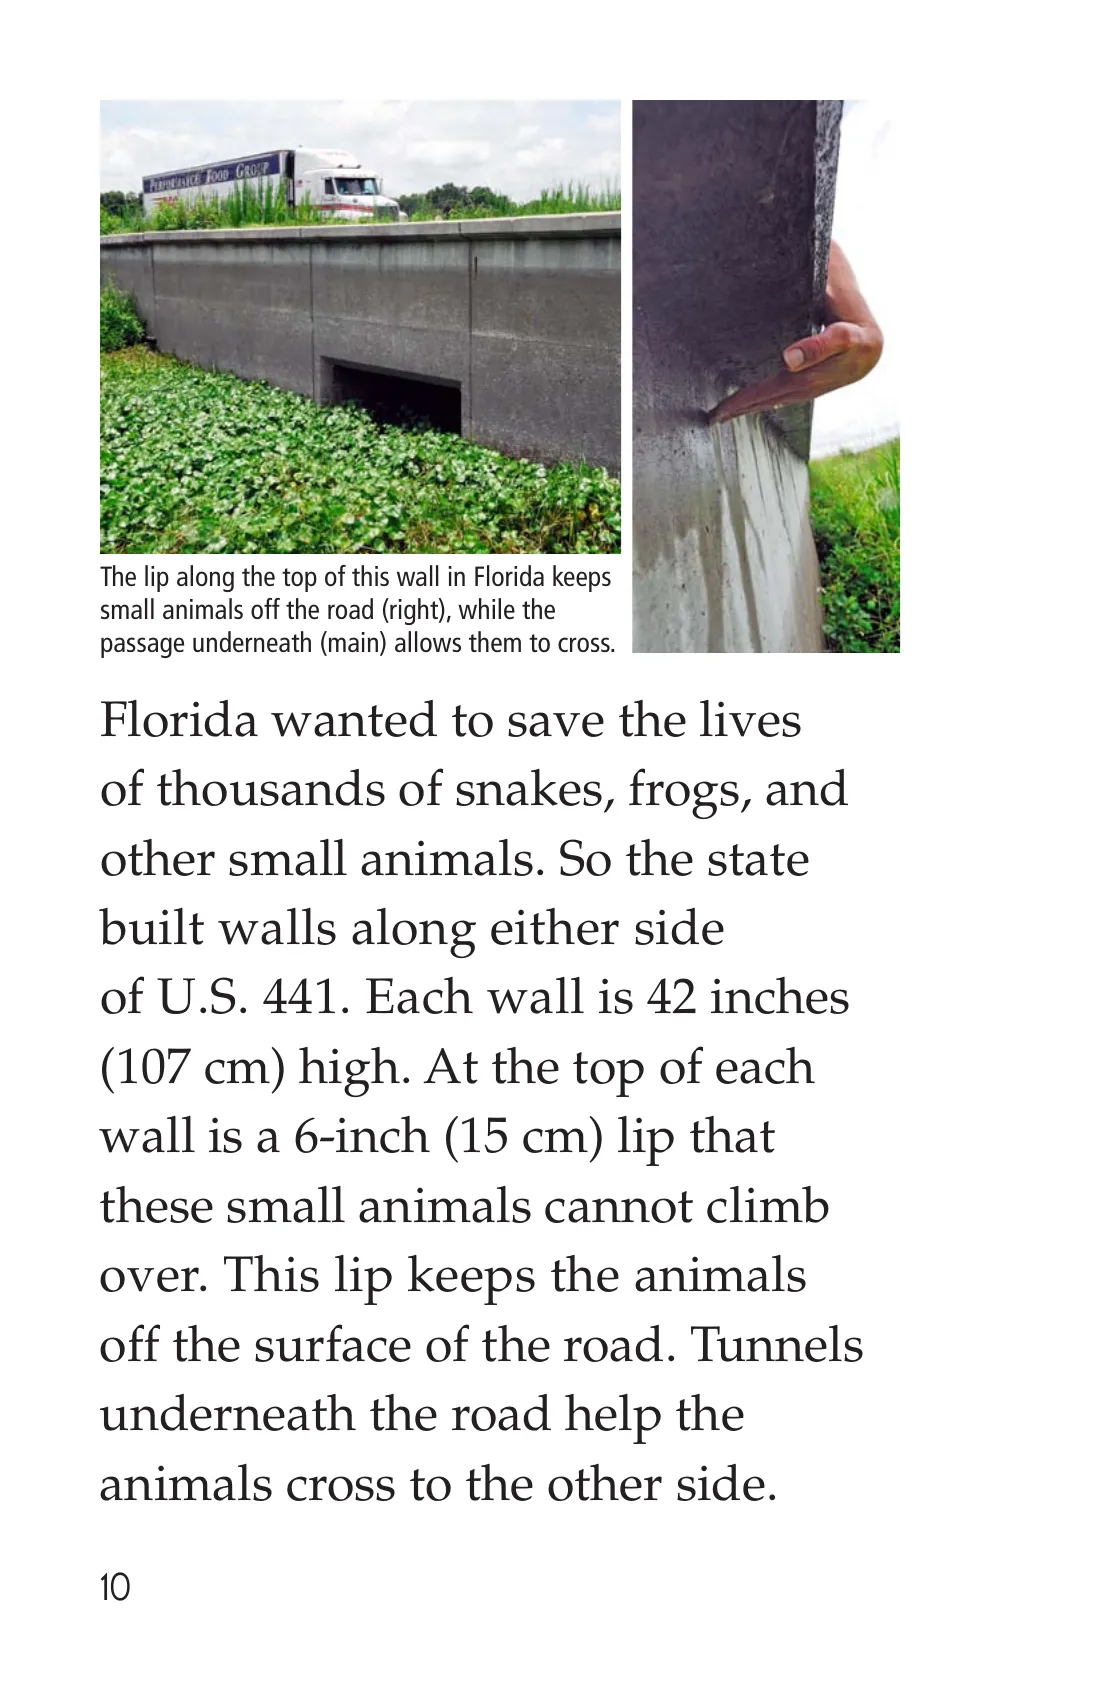 PERFORMANCE FOOD GROUP
The lip along the top of this wall in Florida keeps
small animals off the road (right), while the
passage underneath (main) allows them to cross.
Florida wanted to save the lives
of thousands of snakes, frogs, and
other small animals. So the state
built walls along either side
of U.S. 441. Each wall is 42 inches
(107 cm) high. At the top of each
wall is a 6-inch (15 cm) lip that
these small animals cannot climb
over. This lip keeps the animals
off the surface of the road. Tunnels
underneath the road help the
animals cross to the other side.
10